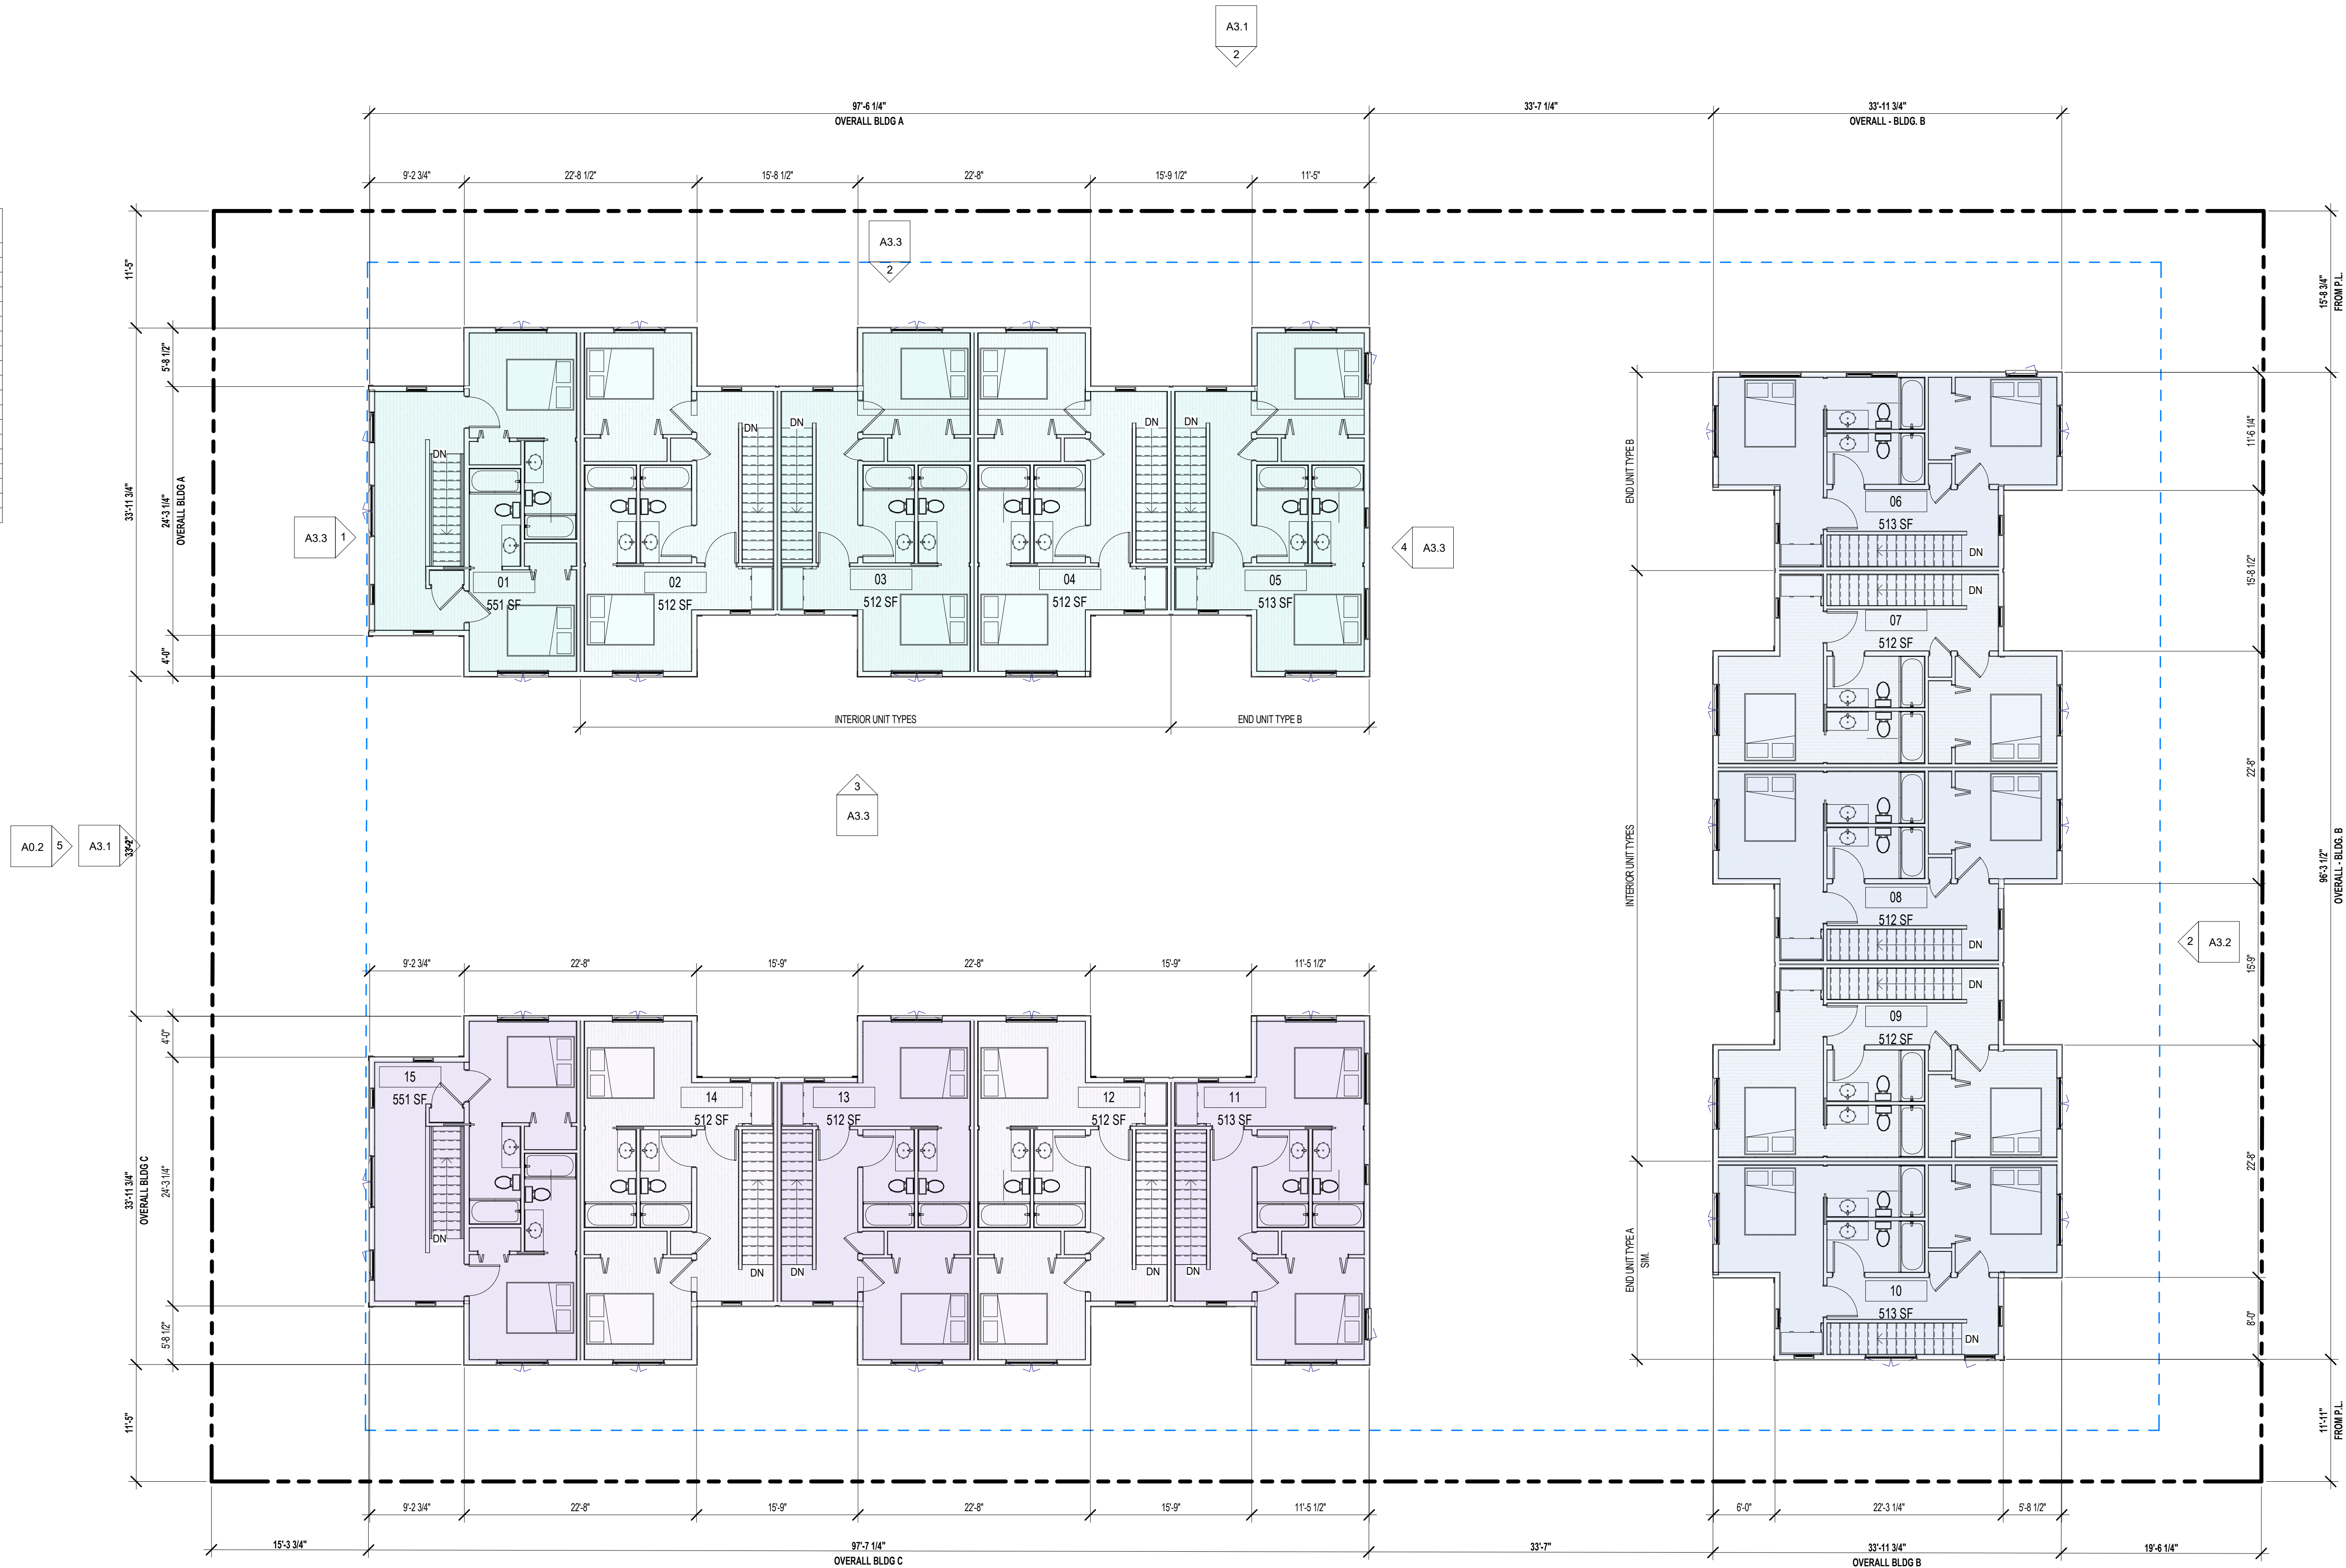 A3.1
2
97'-6 1/4"
OVERALL BLDG A
33'-7 1/4"
33'-11 3/4"
OVERALL - BLDG. B
9'-2 3/4"
22'-8 1/2"
15'-8 1/2"
22'-8"
15'-9 1/2"
11'-5"
A3.3
2
11'-5"
15'-8 3/4"
FROM P.L.
5'-8 1/2"
33'-11 3/4"
24'-3 1/4"
OVERALL BLDG A
4'-0"
DN
DN
DN
DN
DN
A3.3
1
4
A3.3
01
551 SF
02
512 SF
03
512 SF
04
512 SF
05
513 SF
INTERIOR UNIT TYPES
END UNIT TYPE B
END UNIT TYPE B
06
513 SF
DN
11'-6 1/4"
DN
07
512 SF
15'-8 1/2"
22'-8"
INTERIOR UNIT TYPES
08
512 SF
DN
96'-3 1/2"
OVERALL - BLDG. B
3
A3.3
A0.2
5
A3.1
33'-2"
2
A3.2
15'-9"
DN
09
512 SF
22'-8"
END UNIT TYPE A
SIM.
10
513 SF
DN
8'-0"
9'-2 3/4"
22'-8"
15'-9"
22'-8"
15'-9"
11'-5 1/2"
4'-0"
33'-11 3/4"
OVERALL BLDG C
24'-3 1/4"
5'-8 1/2"
15
551 SF
14
512 SF
13
512 SF
12
512 SF
11
513 SF
DN
DN
DN
DN
DN
11'-5"
11'-11"
FROM P.L.
9'-2 3/4"
22'-8"
15'-9"
22'-8"
15'-9"
11'-5 1/2"
6'-0"
22'-3 1/4"
5'-8 1/2"
15'-3 3/4"
97'-7 1/4"
OVERALL BLDG C
33'-7"
33'-11 3/4"
OVERALL BLDG B
19'-6 1/4"